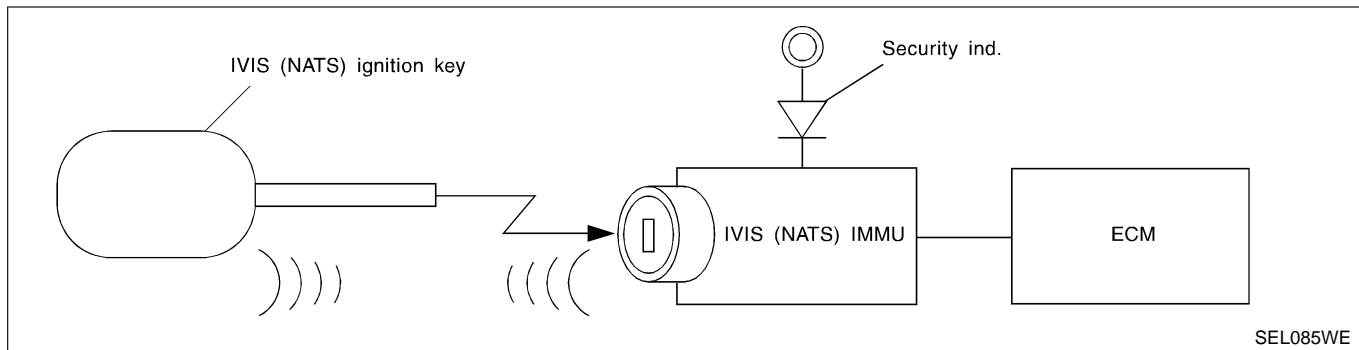 IVIS (NATS) ignition key
Security ind.
IVIS (NATS) IMMU
ECM
SEL085WE